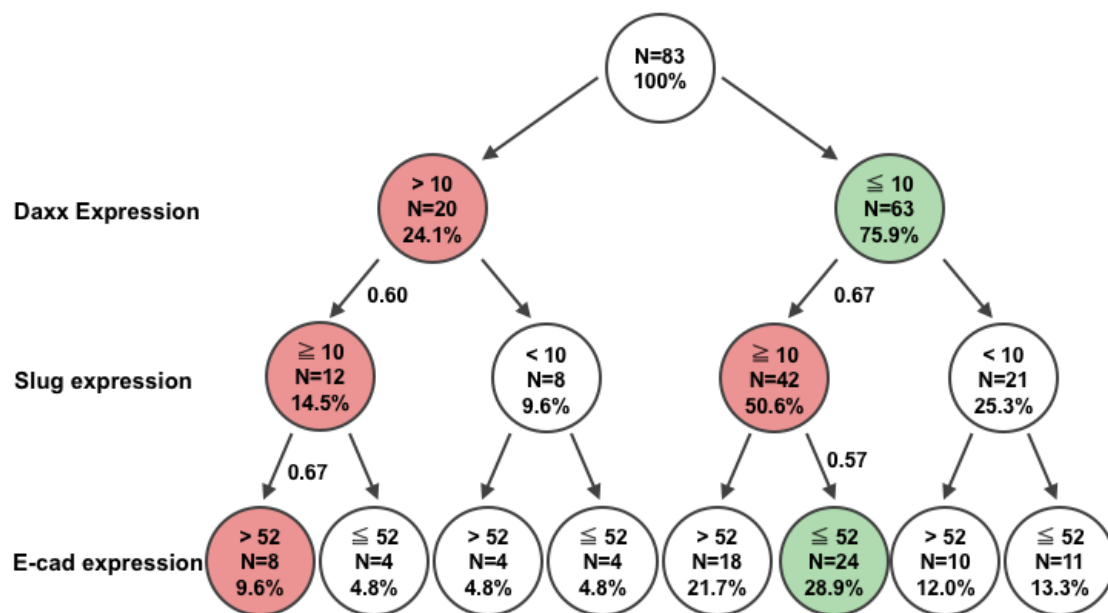 N=83
100%
Daxx Expression
> 10
N=20
24.1%
≦ 10
N=63
75.9%
0.60
0.67
Slug expression
≧ 10
N=12
14.5%
< 10
N=8
9.6%
≧ 10
N=42
50.6%
< 10
N=21
25.3%
0.67
0.57
E-cad expression
> 52
N=8
9.6%
≦ 52
N=4
4.8%
> 52
N=4
4.8%
≦ 52
N=4
4.8%
> 52
N=18
21.7%
≦ 52
N=24
28.9%
> 52
N=10
12.0%
≦ 52
N=11
13.3%